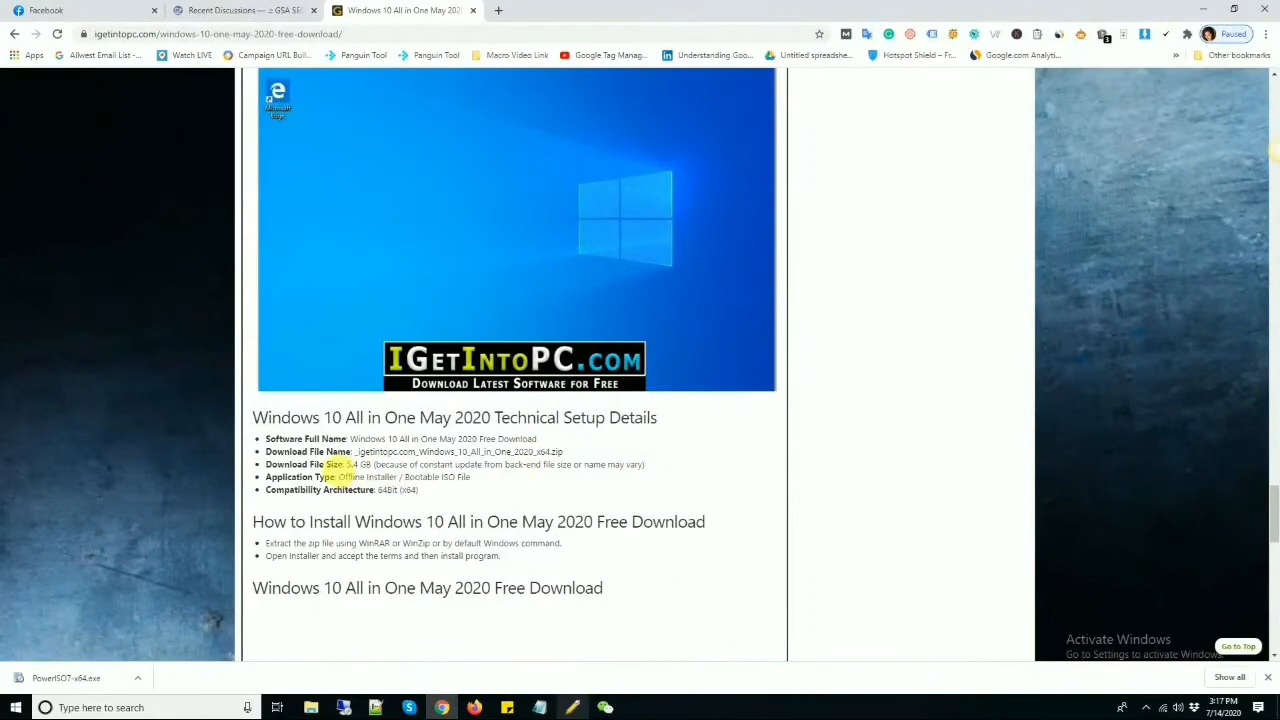 Facebook
Recent Discussions — GSA SE
Windows 10 All in One May 202
igetintopc.com/windows-10-one-may-2020-free-download/
Paused
Apps
Allwest Email List -...
Watch LIVE
Campaign URL Build...
Panguin Tool
Panguin Tool
Macro Video Link
Google Tag Manag...
Understanding Goo...
Untitled spreadshe...
Hotspot Shield – Fr...
Google.com Analyti...
»
Other bookmarks
Microsoft
Edge
IGetIntoPC.com
Download Latest Software for Free
Windows 10 All in One May 2020 Technical Setup Details
• Software Full Name: Windows 10 All in One May 2020 Free Download
• Download File Name: _igetintopc.com_Windows_10_All_in_One_2020_x64.zip
• Download File Size: 5.4 GB (because of constant update from back-end file size or name may vary)
• Application Type: Offline Installer / Bootable ISO File
• Compatibility Architecture: 64Bit (x64)
How to Install Windows 10 All in One May 2020 Free Download
• Extract the zip file using WinRAR or WinZip or by default Windows command.
• Open Installer and accept the terms and then install program.
Windows 10 All in One May 2020 Free Download
Activate Windows
Go to Settings to activate Windows.
Go to Top
PowerISO7-x64.exe
Show all
Type here to search
3:17 PM
7/14/2020